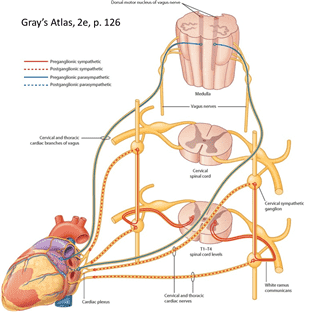 Dorsal motor nucleus of vagus nerve
Gray's Atlas, 2e, p. 126
Preganglionic sympathetic
Postganglionic sympathetic
Preganglionic parasympathetic
Postganglionic parasympathetic
Medulla
Vagus nerves
Cervical and thoracic
cardiac branches of vagus
Cervical
spinal cord
Cervical sympathetic
ganglion
T1–T4
spinal cord levels
White ramus
communicans
Cardiac plexus
Cervical and thoracic
cardiac nerves